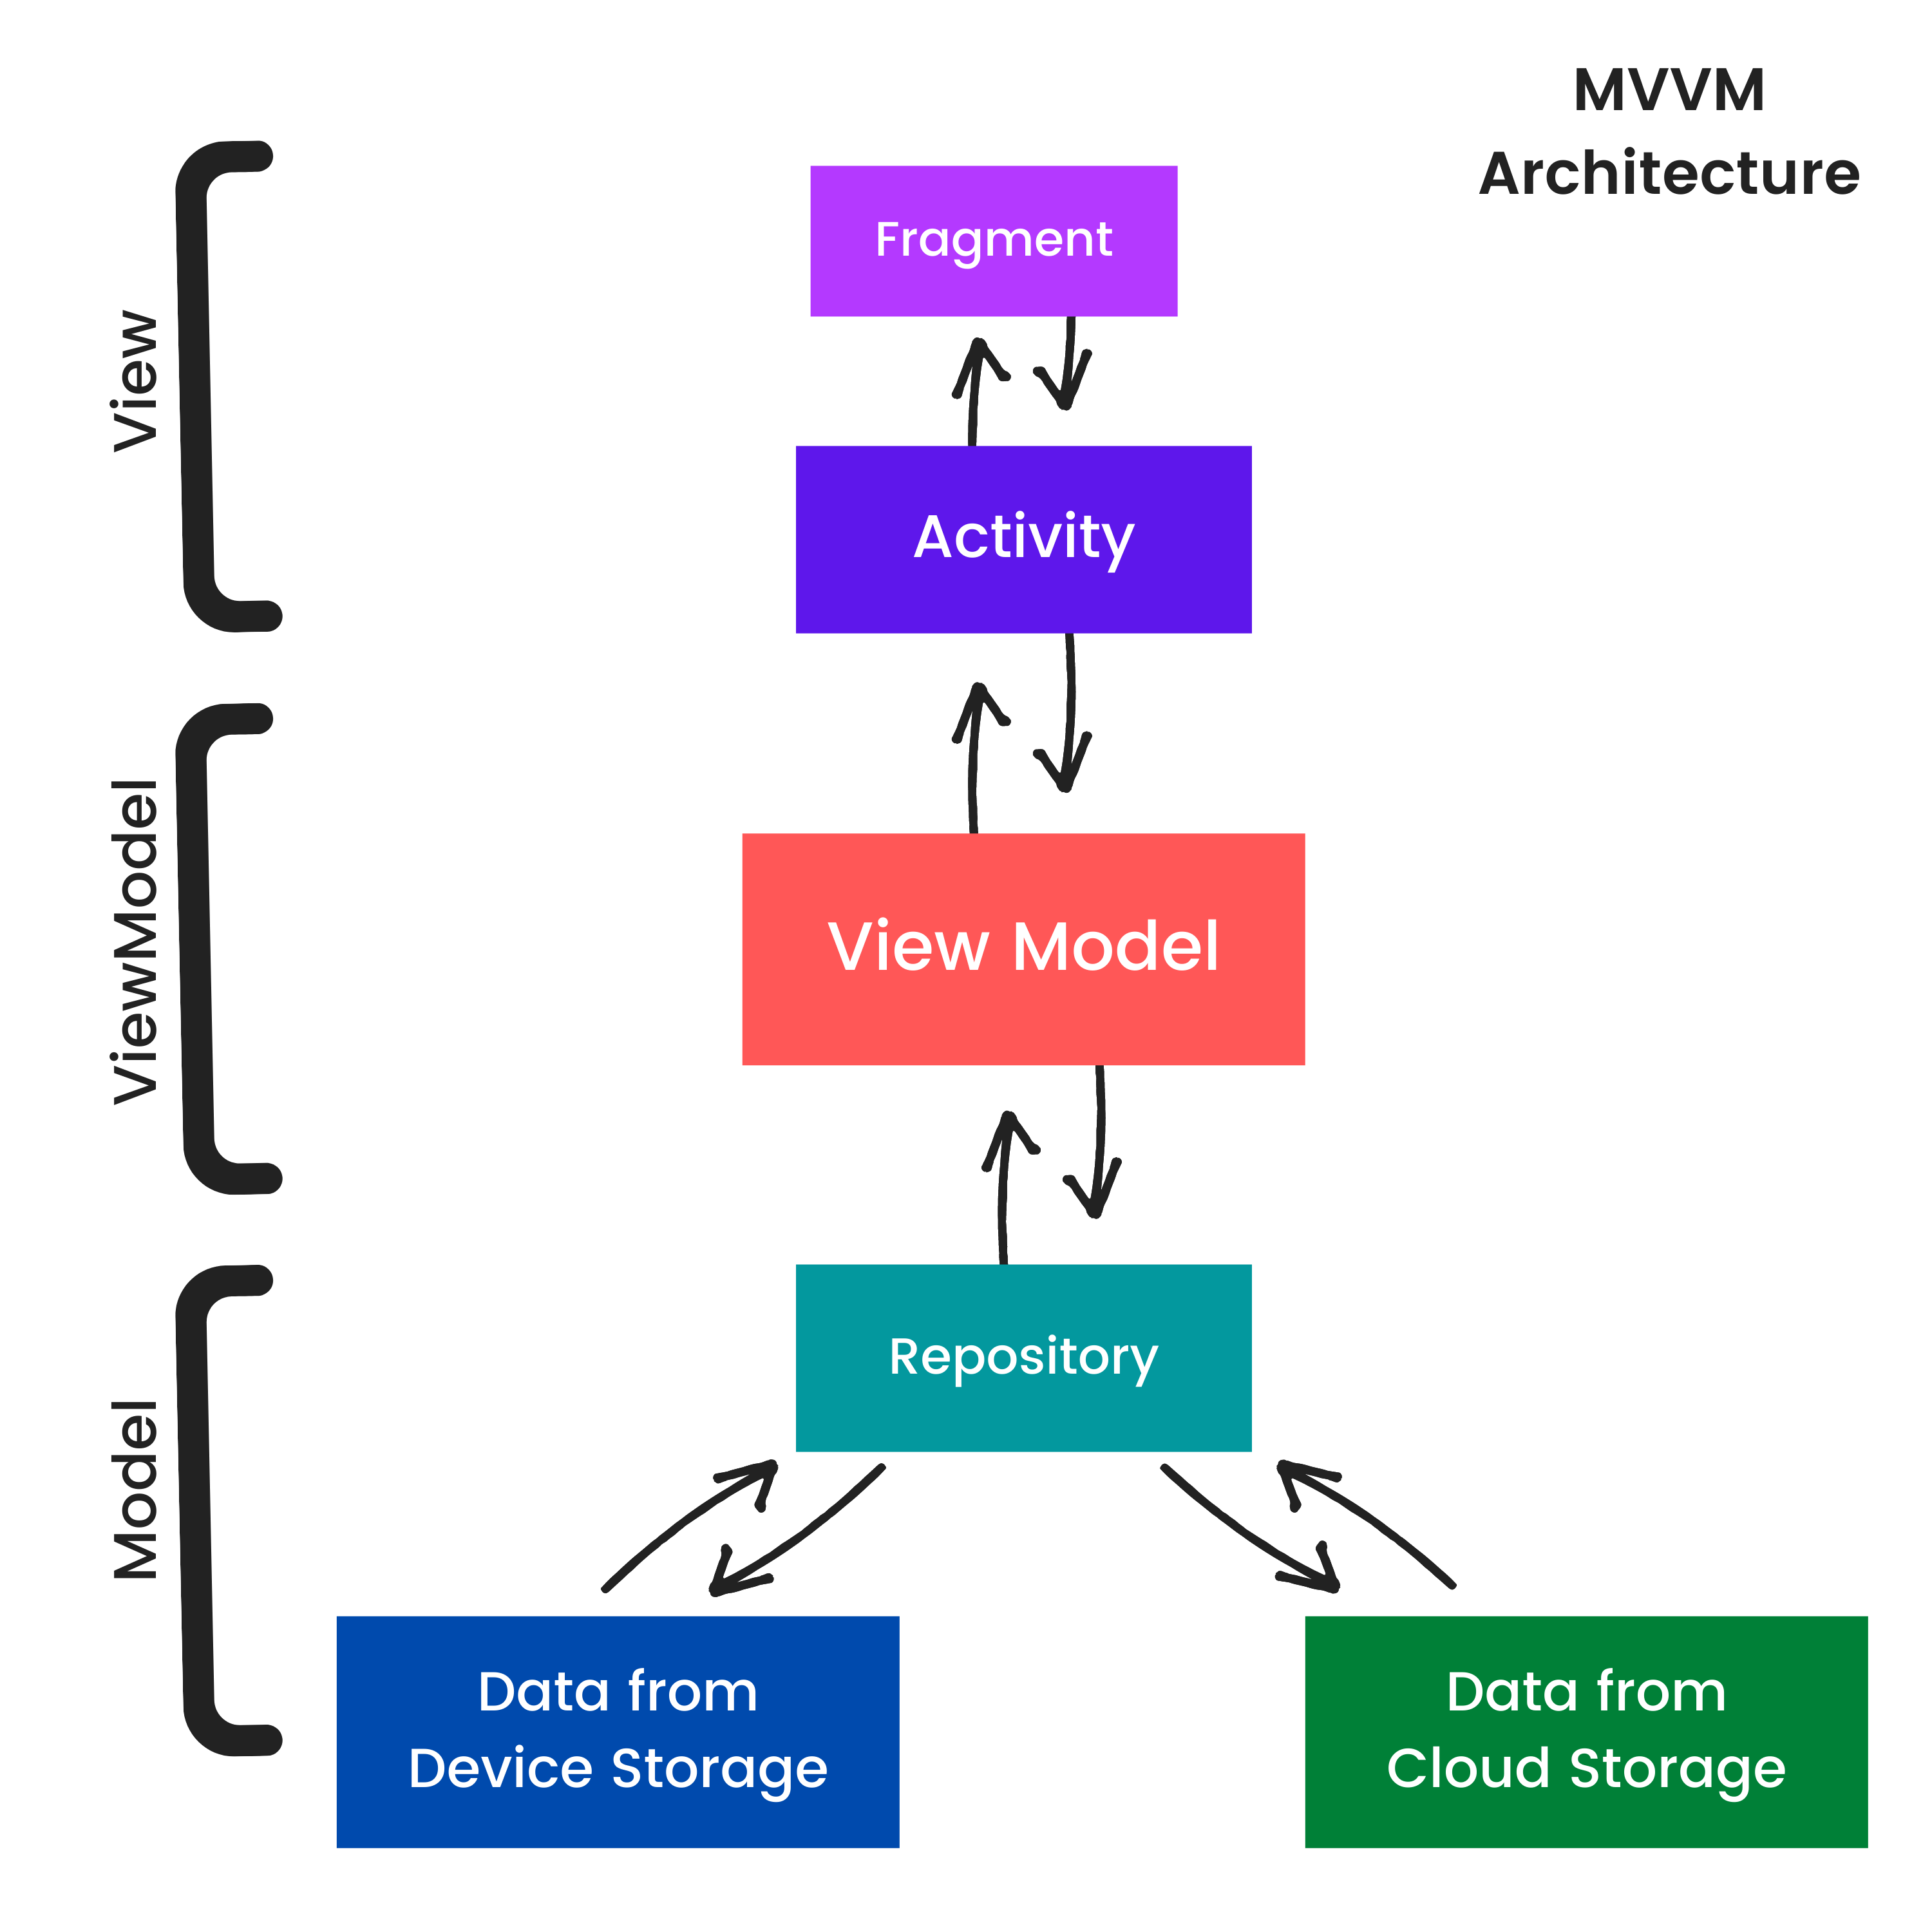 MVVM
Architecture
View
Fragment
Activity
ViewModel
View Model
Model
Repository
Data from
Device Storage
Data from
Cloud Storage